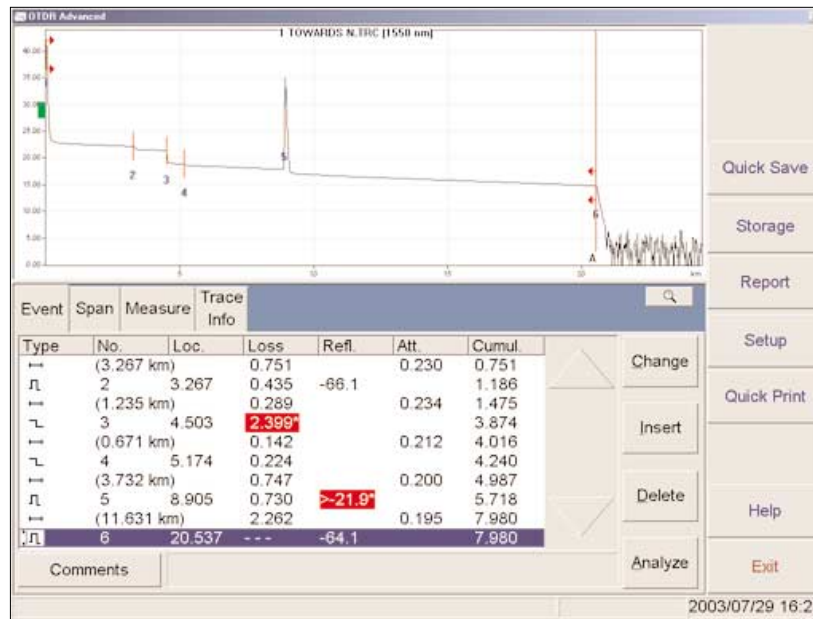 OTDR Advanced
1 TOWARDS N.TRC (1550 nm)
40.00
35.00
30.00
25.00
20.00
15.00
10.00
5.00
0.00
2
3
4
5
6
A
5
10
15
20
km
Quick Save
Storage
Report
Setup
Quick Print
Help
Exit
Event Span Measure Trace Info
Type No. Loc. Loss Refl. Att. Cumul.
(3.267 km) 0.751 0.230 0.751
2 3.267 0.435 -66.1 1.186
(1.235 km) 0.289 0.234 1.475
3 4.503 2.399* 3.874
(0.671 km) 0.142 0.212 4.016
4 5.174 0.224 4.240
(3.732 km) 0.747 0.200 4.987
5 8.905 0.730 >-21.9* 5.718
(11.631 km) 2.262 0.195 7.980
6 20.537 --- -64.1 7.980
Change
Insert
Delete
Analyze
Comments
2003/07/29 16:2